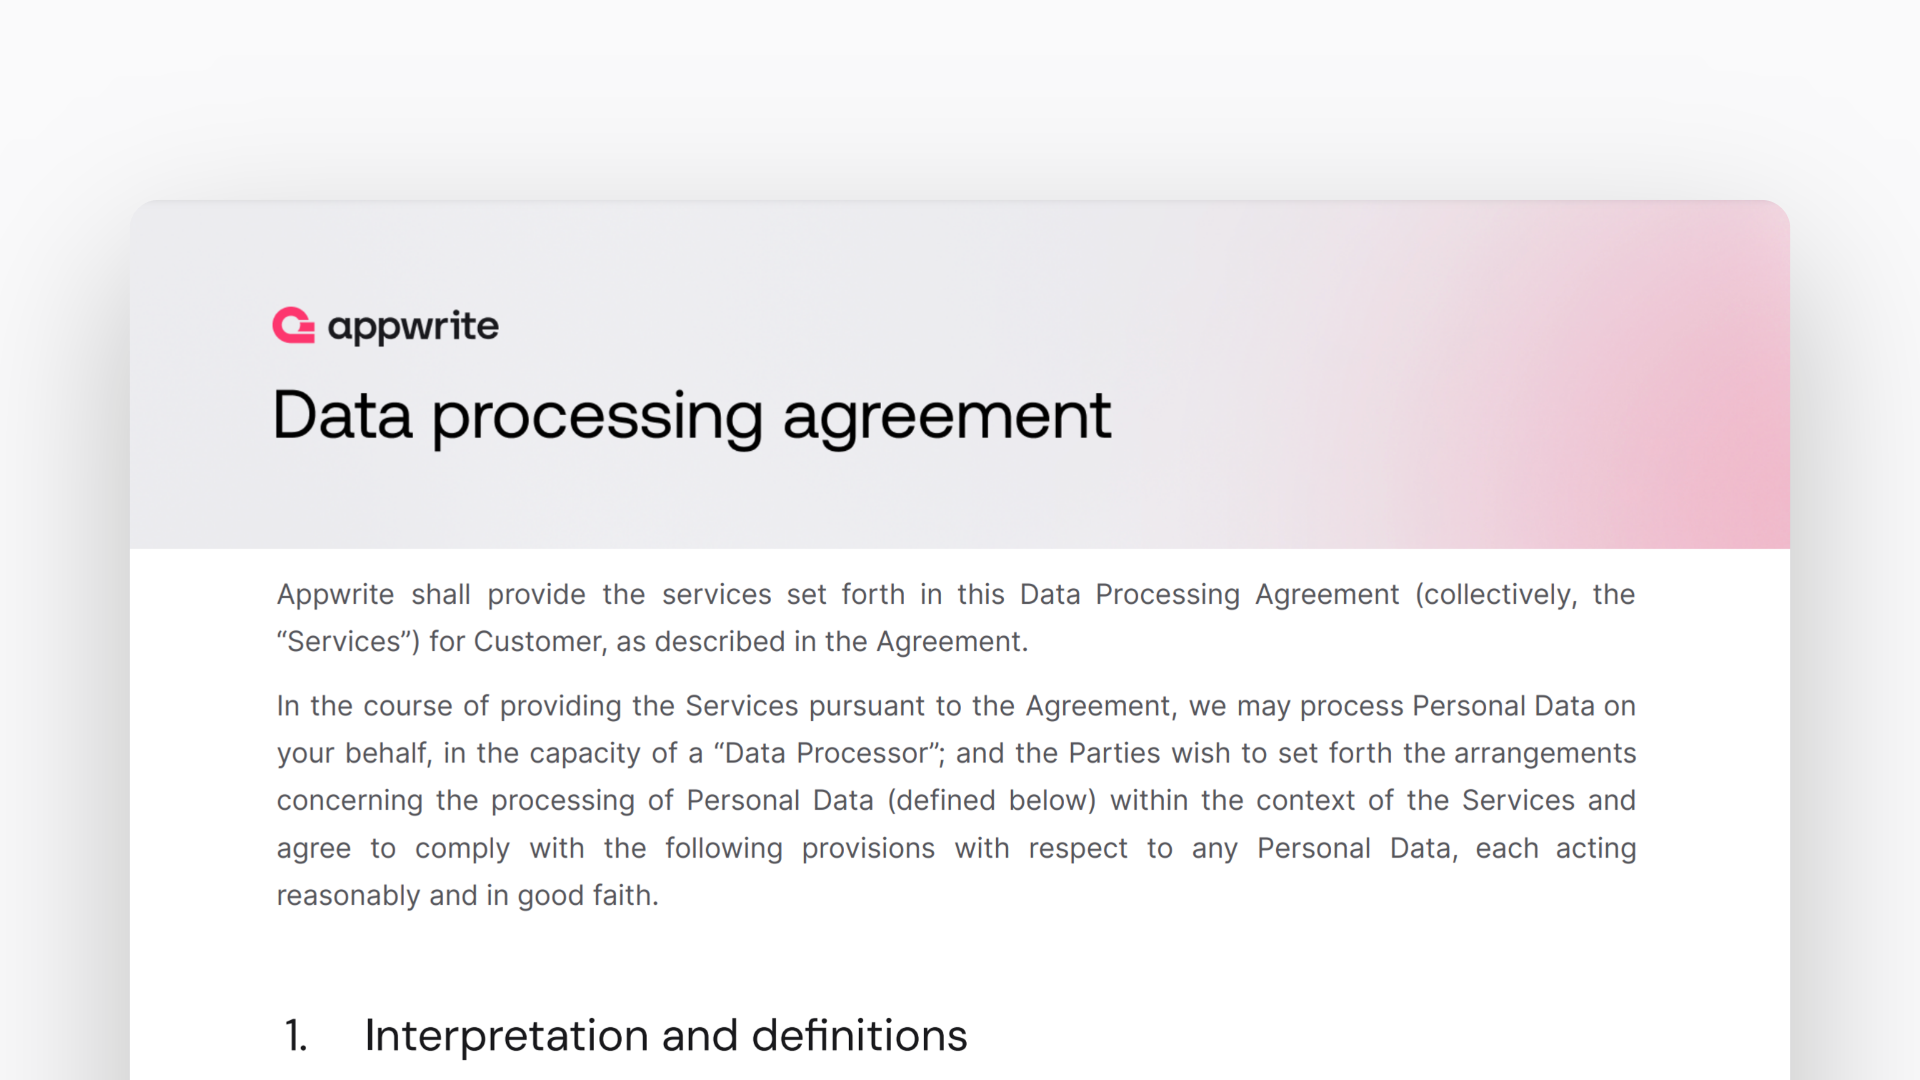 appwrite
Data processing agreement
Appwrite shall provide the services set forth in this Data Processing Agreement (collectively, the
“Services”) for Customer, as described in the Agreement.
In the course of providing the Services pursuant to the Agreement, we may process Personal Data on
your behalf, in the capacity of a “Data Processor”; and the Parties wish to set forth the arrangements
concerning the processing of Personal Data (defined below) within the context of the Services and
agree to comply with the following provisions with respect to any Personal Data, each acting
reasonably and in good faith.
1. Interpretation and definitions